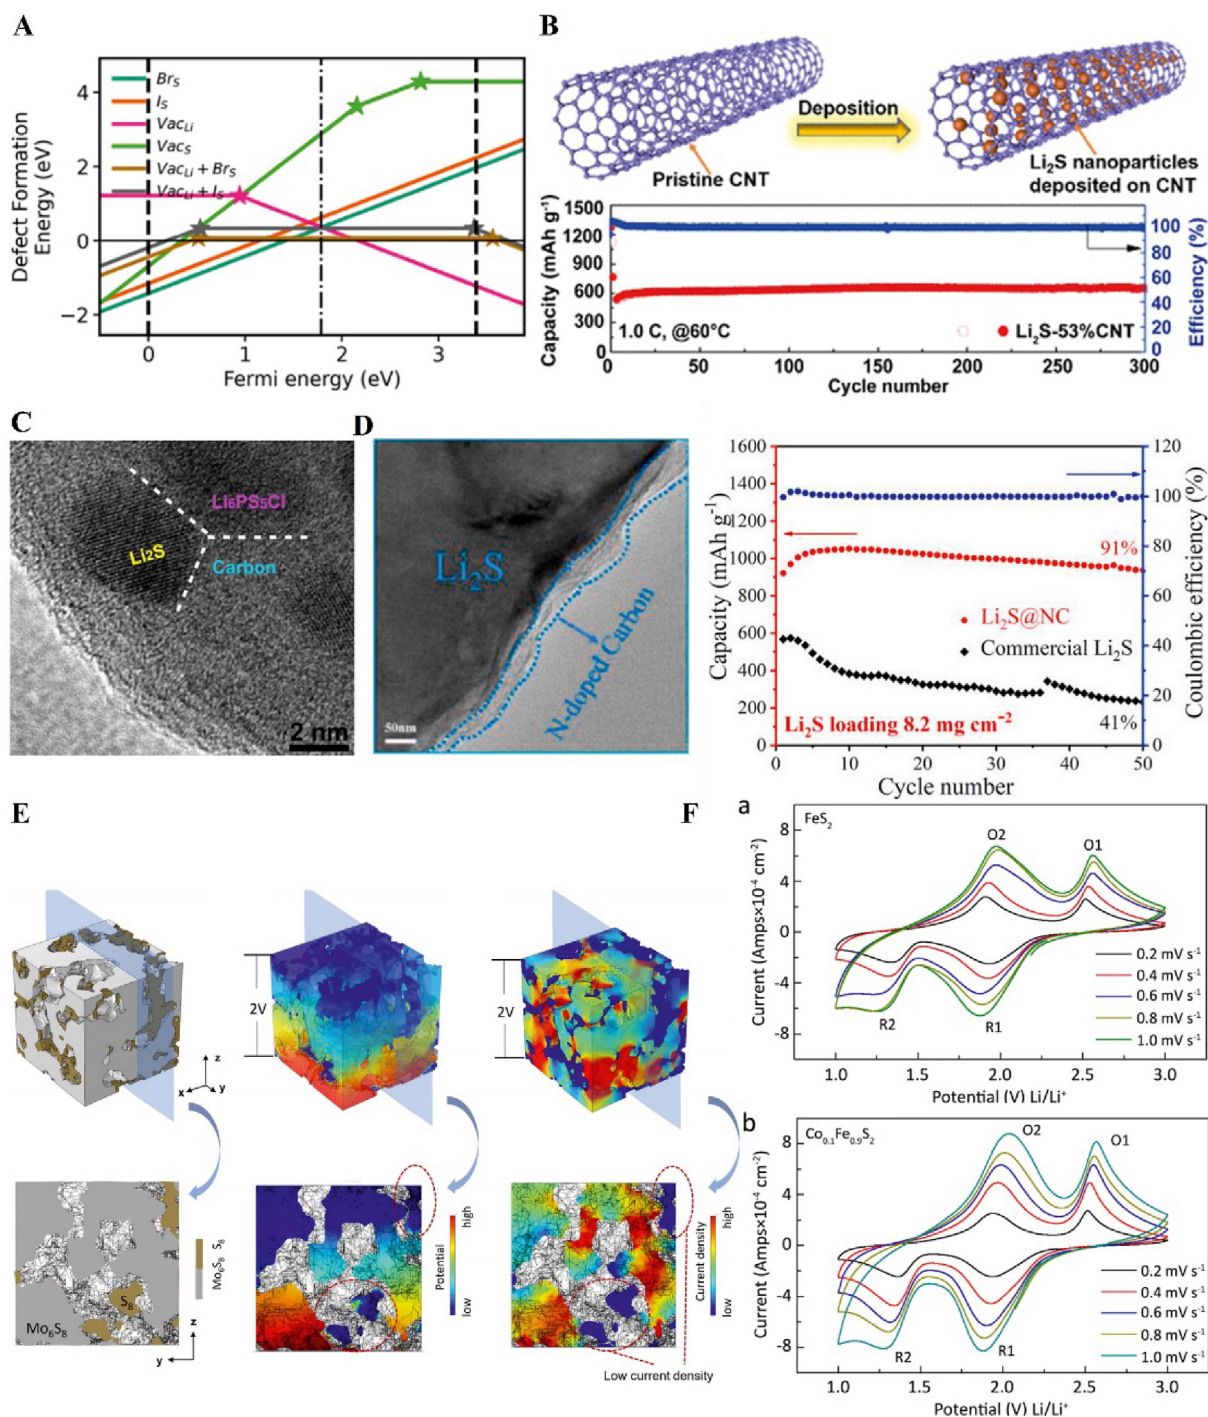 A
Defect Formation
Energy (eV)
4
2
0
−2
Br_S
I_S
Vac_Li
Vac_S
Vac_Li + Br_S
Vac_Li + I_S
0
1
2
3
Fermi energy (eV)
B
Deposition
Pristine CNT
Li₂S nanoparticles
deposited on CNT
Capacity (mAh g⁻¹)
1500
1200
900
600
300
0
1.0 C, @60°C
Li₂S-53%CNT
100
80
60
40
20
0
Efficiency (%)
0
50
100
150
200
250
300
Cycle number
C
Li₆PS₅Cl
Li₂S
Carbon
2 nm
D
Li₂S
N-doped Carbon
50nm
Capacity (mAh g⁻¹)
1600
1400
1200
1000
800
600
400
200
0
91%
Li₂S@NC
Commercial Li₂S
Li₂S loading 8.2 mg cm⁻²
41%
120
100
80
60
40
20
0
Coulombic efficiency (%)
0
10
20
30
40
50
Cycle number
E
2V
2V
z
x
y
S₈
Mo₆S₈
S₈
Mo₆S₈
z
y
high
Potential
low
high
Current density
low
Low current density
F
a
FeS₂
O2
O1
R2
R1
8
4
0
-4
-8
Current (Amps×10⁻⁴ cm⁻²)
0.2 mV s⁻¹
0.4 mV s⁻¹
0.6 mV s⁻¹
0.8 mV s⁻¹
1.0 mV s⁻¹
1.0
1.5
2.0
2.5
3.0
Potential (V) Li/Li⁺
b
Co₀.₁Fe₀.₉S₂
O2
O1
R2
R1
8
4
0
-4
-8
Current (Amps×10⁻⁴ cm⁻²)
0.2 mV s⁻¹
0.4 mV s⁻¹
0.6 mV s⁻¹
0.8 mV s⁻¹
1.0 mV s⁻¹
1.0
1.5
2.0
2.5
3.0
Potential (V) Li/Li⁺